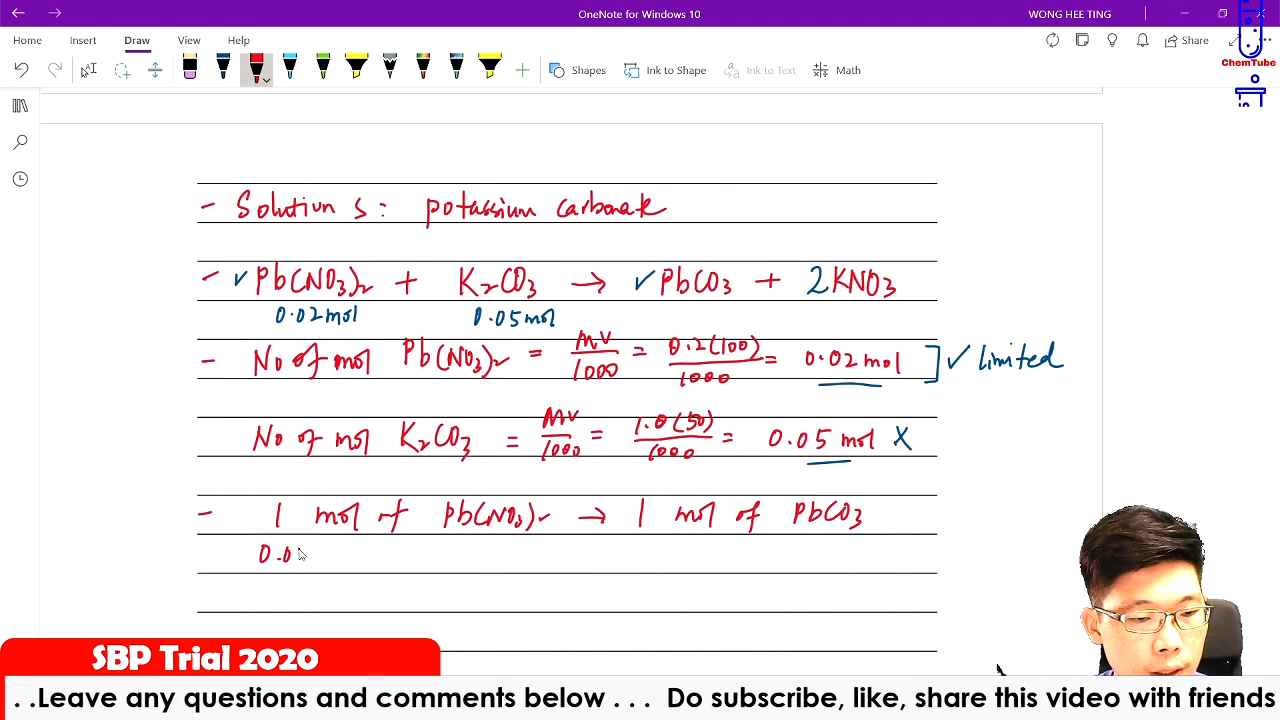 OneNote for Windows 10
WONG HEE TING
Home Insert Draw View Help
Share
Shapes Ink to Shape Ink to Text Math
ChemTube
- Solution S: potassium carbonate
- ✓Pb(NO3)2 + K2CO3 → ✓PbCO3 + 2KNO3
0.02mol 0.05mol
- No of mol Pb(NO3)2 = MV/1000 = 0.2(100)/1000 = 0.02 mol ] ✓ limited
No of mol K2CO3 = MV/1000 = 1.0(50)/1000 = 0.05 mol X
- 1 mol of Pb(NO3)2 → 1 mol of PbCO3
0.0
SBP Trial 2020
. .Leave any questions and comments below . . . Do subscribe, like, share this video with friends